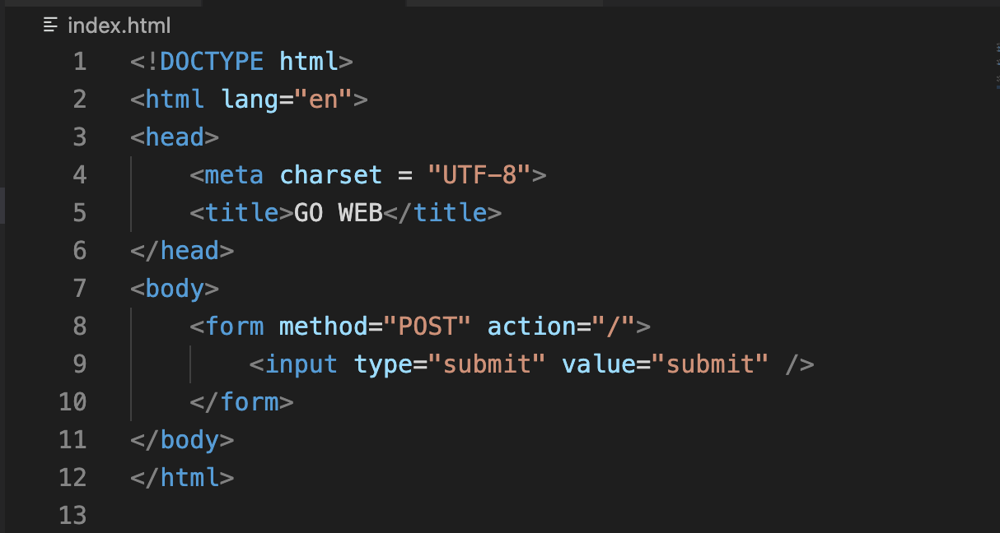 index.html
1 <!DOCTYPE html>
2 <html lang="en">
3 <head>
4     <meta charset = "UTF-8">
5     <title>GO WEB</title>
6 </head>
7 <body>
8     <form method="POST" action="/">
9         <input type="submit" value="submit" />
10     </form>
11 </body>
12 </html>
13